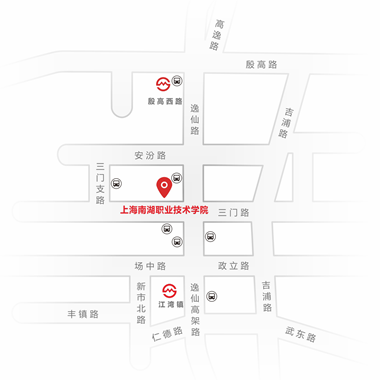 高逸路
殷高路
殷高西路
逸仙路
吉浦路
安汾路
三门支路
上海南湖职业技术学院
三门路
场中路
政立路
新市北路
江湾镇
逸仙高架路
吉浦路
丰镇路
仁德路
武东路